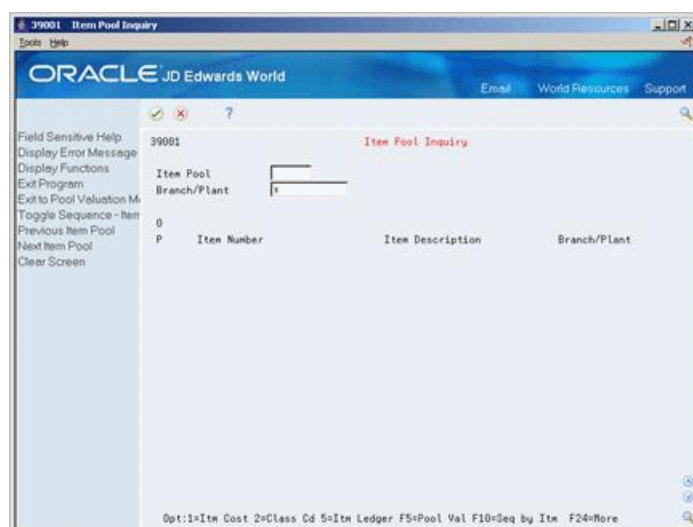 39001 Item Pool Inquiry
Tools Help
ORACLE JD Edwards World
Email World Resources Support
?
Field Sensitive Help
Display Error Message
Display Functions
Exit Program
Exit to Pool Valuation M
Toggle Sequence - Item
Previous Item Pool
Next Item Pool
Clear Screen
39001 Item Pool Inquiry
Item Pool
Branch/Plant *
O
P Item Number Item Description Branch/Plant
Opt:1=Itm Cost 2=Class Cd 5=Itm Ledger F5=Pool Val F10=Seq by Itm F24=More